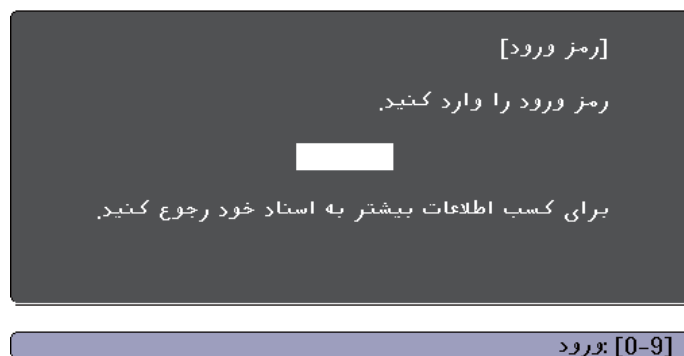 [رمز ورود]
رمز ورود را وارد کنید.
برای کسب اطلاعات بیشتر به اسناد خود رجوع کنید.
[0-9] :ورود